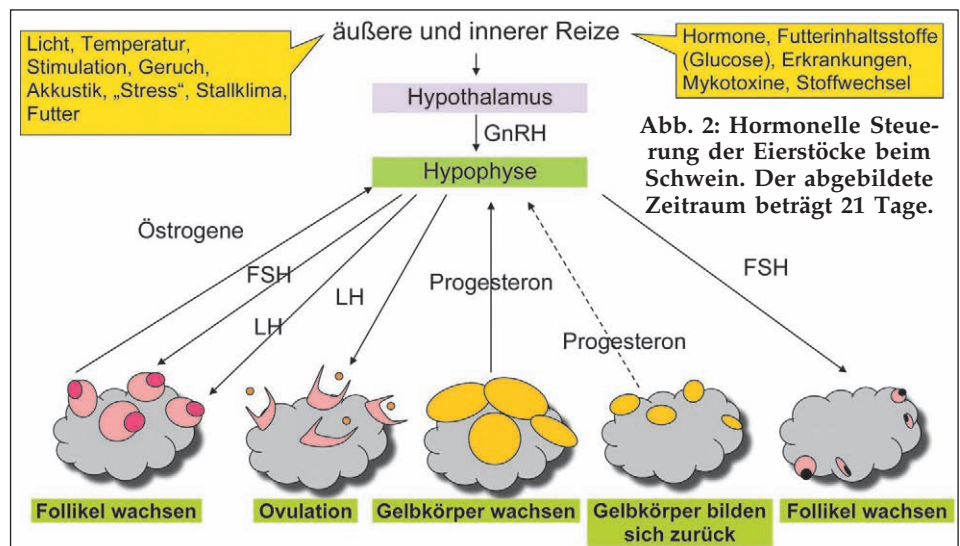 äußere und innerer Reize
Licht, Temperatur,
Stimulation, Geruch,
Akkustik, „Stress“, Stallklima,
Futter
Hormone, Futterinhaltsstoffe
(Glucose), Erkrankungen,
Mykotoxine, Stoffwechsel
Hypothalamus
GnRH
Hypophyse
Abb. 2: Hormonelle Steue-
rung der Eierstöcke beim
Schwein. Der abgebildete
Zeitraum beträgt 21 Tage.
Östrogene
FSH
LH
LH
Progesteron
Progesteron
FSH
Follikel wachsen
Ovulation
Gelbkörper wachsen
Gelbkörper bilden
sich zurück
Follikel wachsen